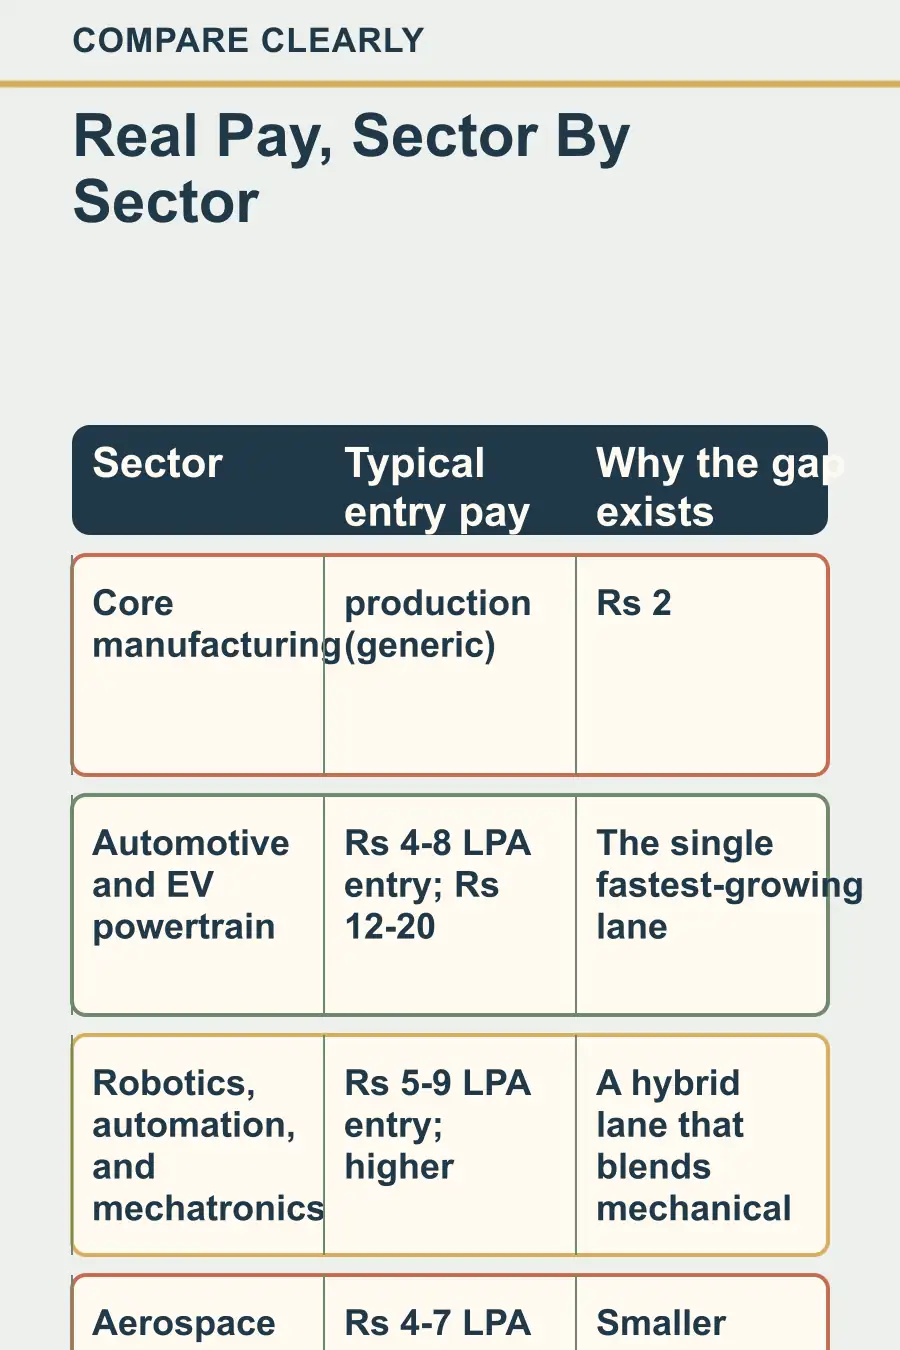 COMPARE CLEARLY
Real Pay, Sector By
Sector
Sector
Typical
entry pay
Why the gap
exists
Core
manufacturing
production
(generic)
Rs 2
Automotive
and EV
powertrain
Rs 4-8 LPA
entry; Rs
12-20
The single
fastest-growing
lane
Robotics,
automation,
and
mechatronics
Rs 5-9 LPA
entry;
higher
A hybrid
lane that
blends
mechanical
Aerospace
Rs 4-7 LPA
Smaller